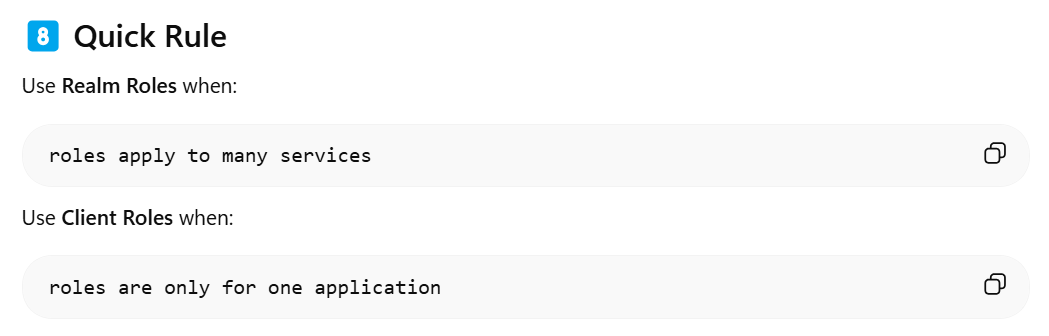 8 Quick Rule
Use Realm Roles when:
roles apply to many services
Use Client Roles when:
roles are only for one application